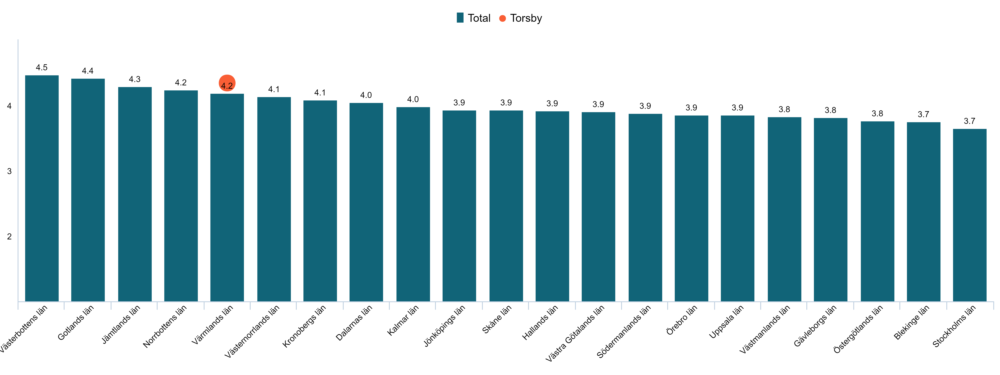 Total Torsby
4.5 4.4 4.3 4.2 4.2 4.1 4.1 4.0 4.0 3.9 3.9 3.9 3.9 3.9 3.9 3.9 3.8 3.8 3.8 3.7 3.7
4
3
2
Västerbottens län Gotlands län Jämtlands län Norrbottens län Värmlands län Västernorrlands län Kronobergs län Dalarnas län Kalmar län Jönköpings län Skåne län Hallands län Västra Götalands län Södermanlands län Örebro län Uppsala län Västmanlands län Gävleborgs län Östergötlands län Blekinge län Stockholms län